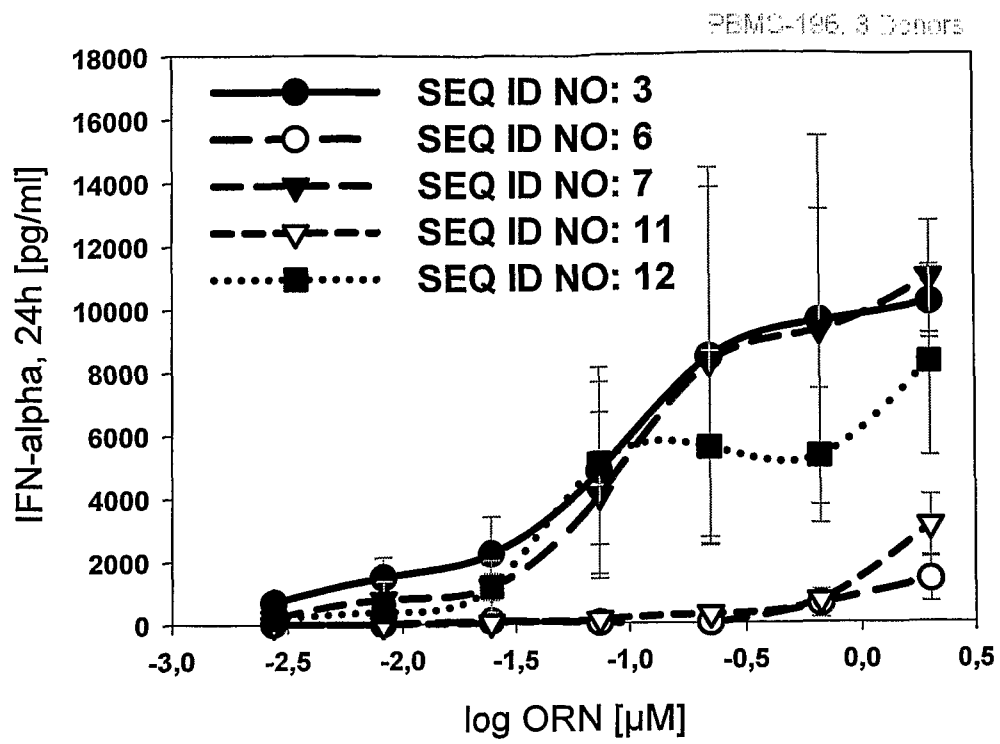 PBMC-196, 3 Donors
18000
16000
14000
12000
10000
8000
6000
4000
2000
0
IFN-alpha, 24h [pg/ml]
SEQ ID NO: 3
SEQ ID NO: 6
SEQ ID NO: 7
SEQ ID NO: 11
SEQ ID NO: 12
-3,0 -2,5 -2,0 -1,5 -1,0 -0,5 0,0 0,5
log ORN [µM]